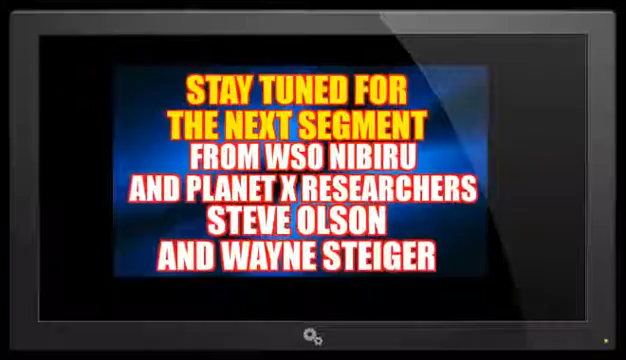 STAY TUNED FOR
THE NEXT SEGMENT
FROM WSO NIBIRU
AND PLANET X RESEARCHERS
STEVE OLSON
AND WAYNE STEIGER